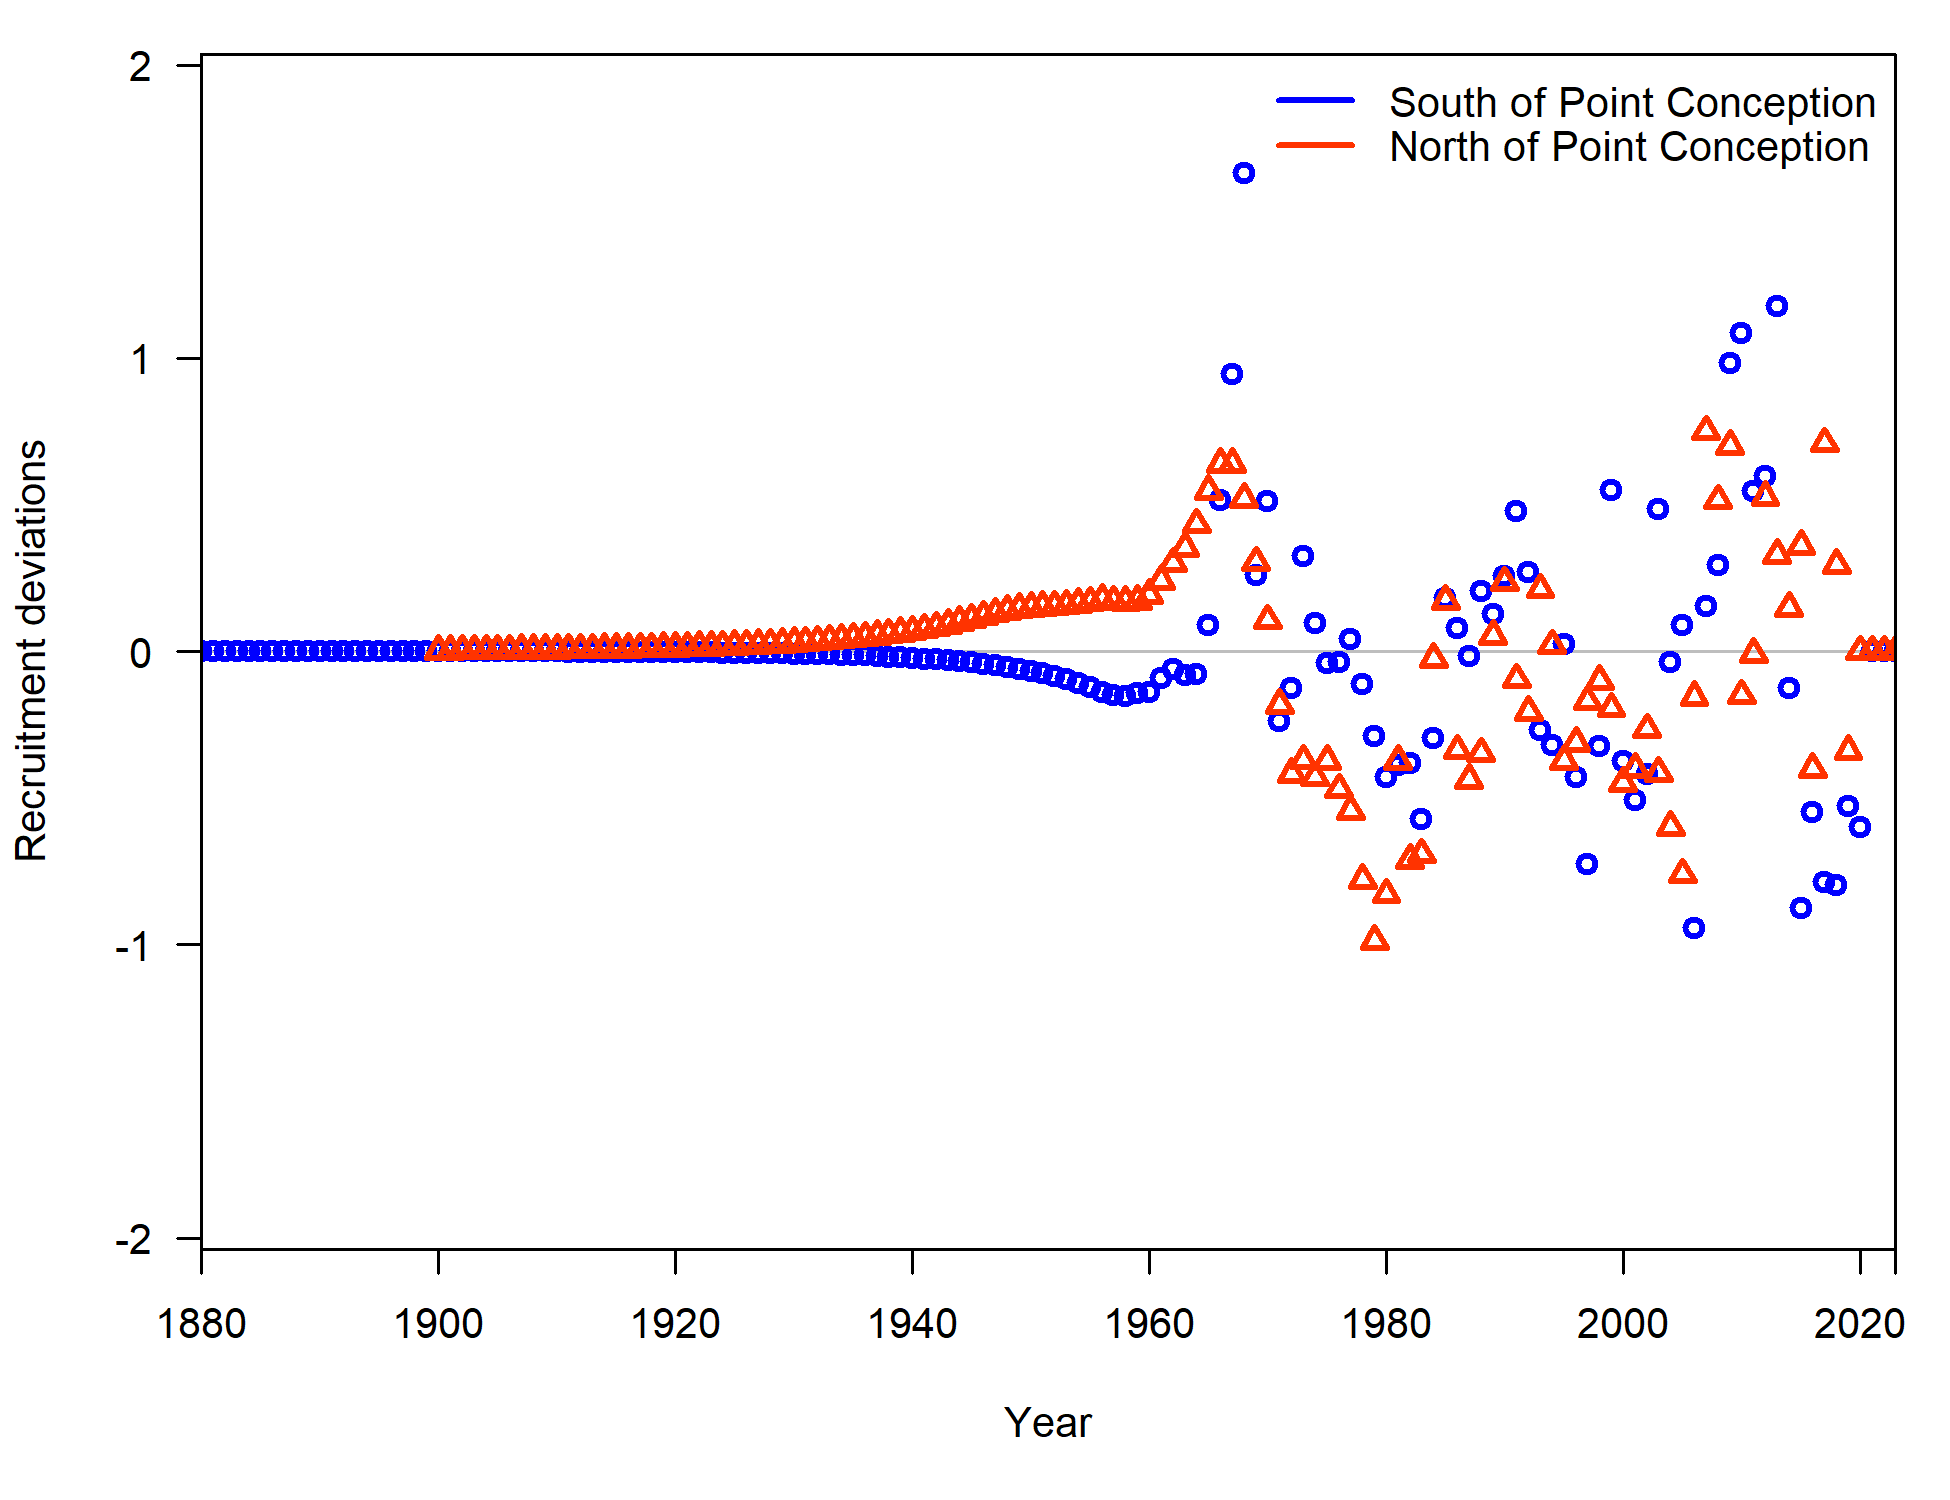 2
South of Point Conception
North of Point Conception
1
0
-1
-2
Recruitment deviations
1880 1900 1920 1940 1960 1980 2000 2020
Year